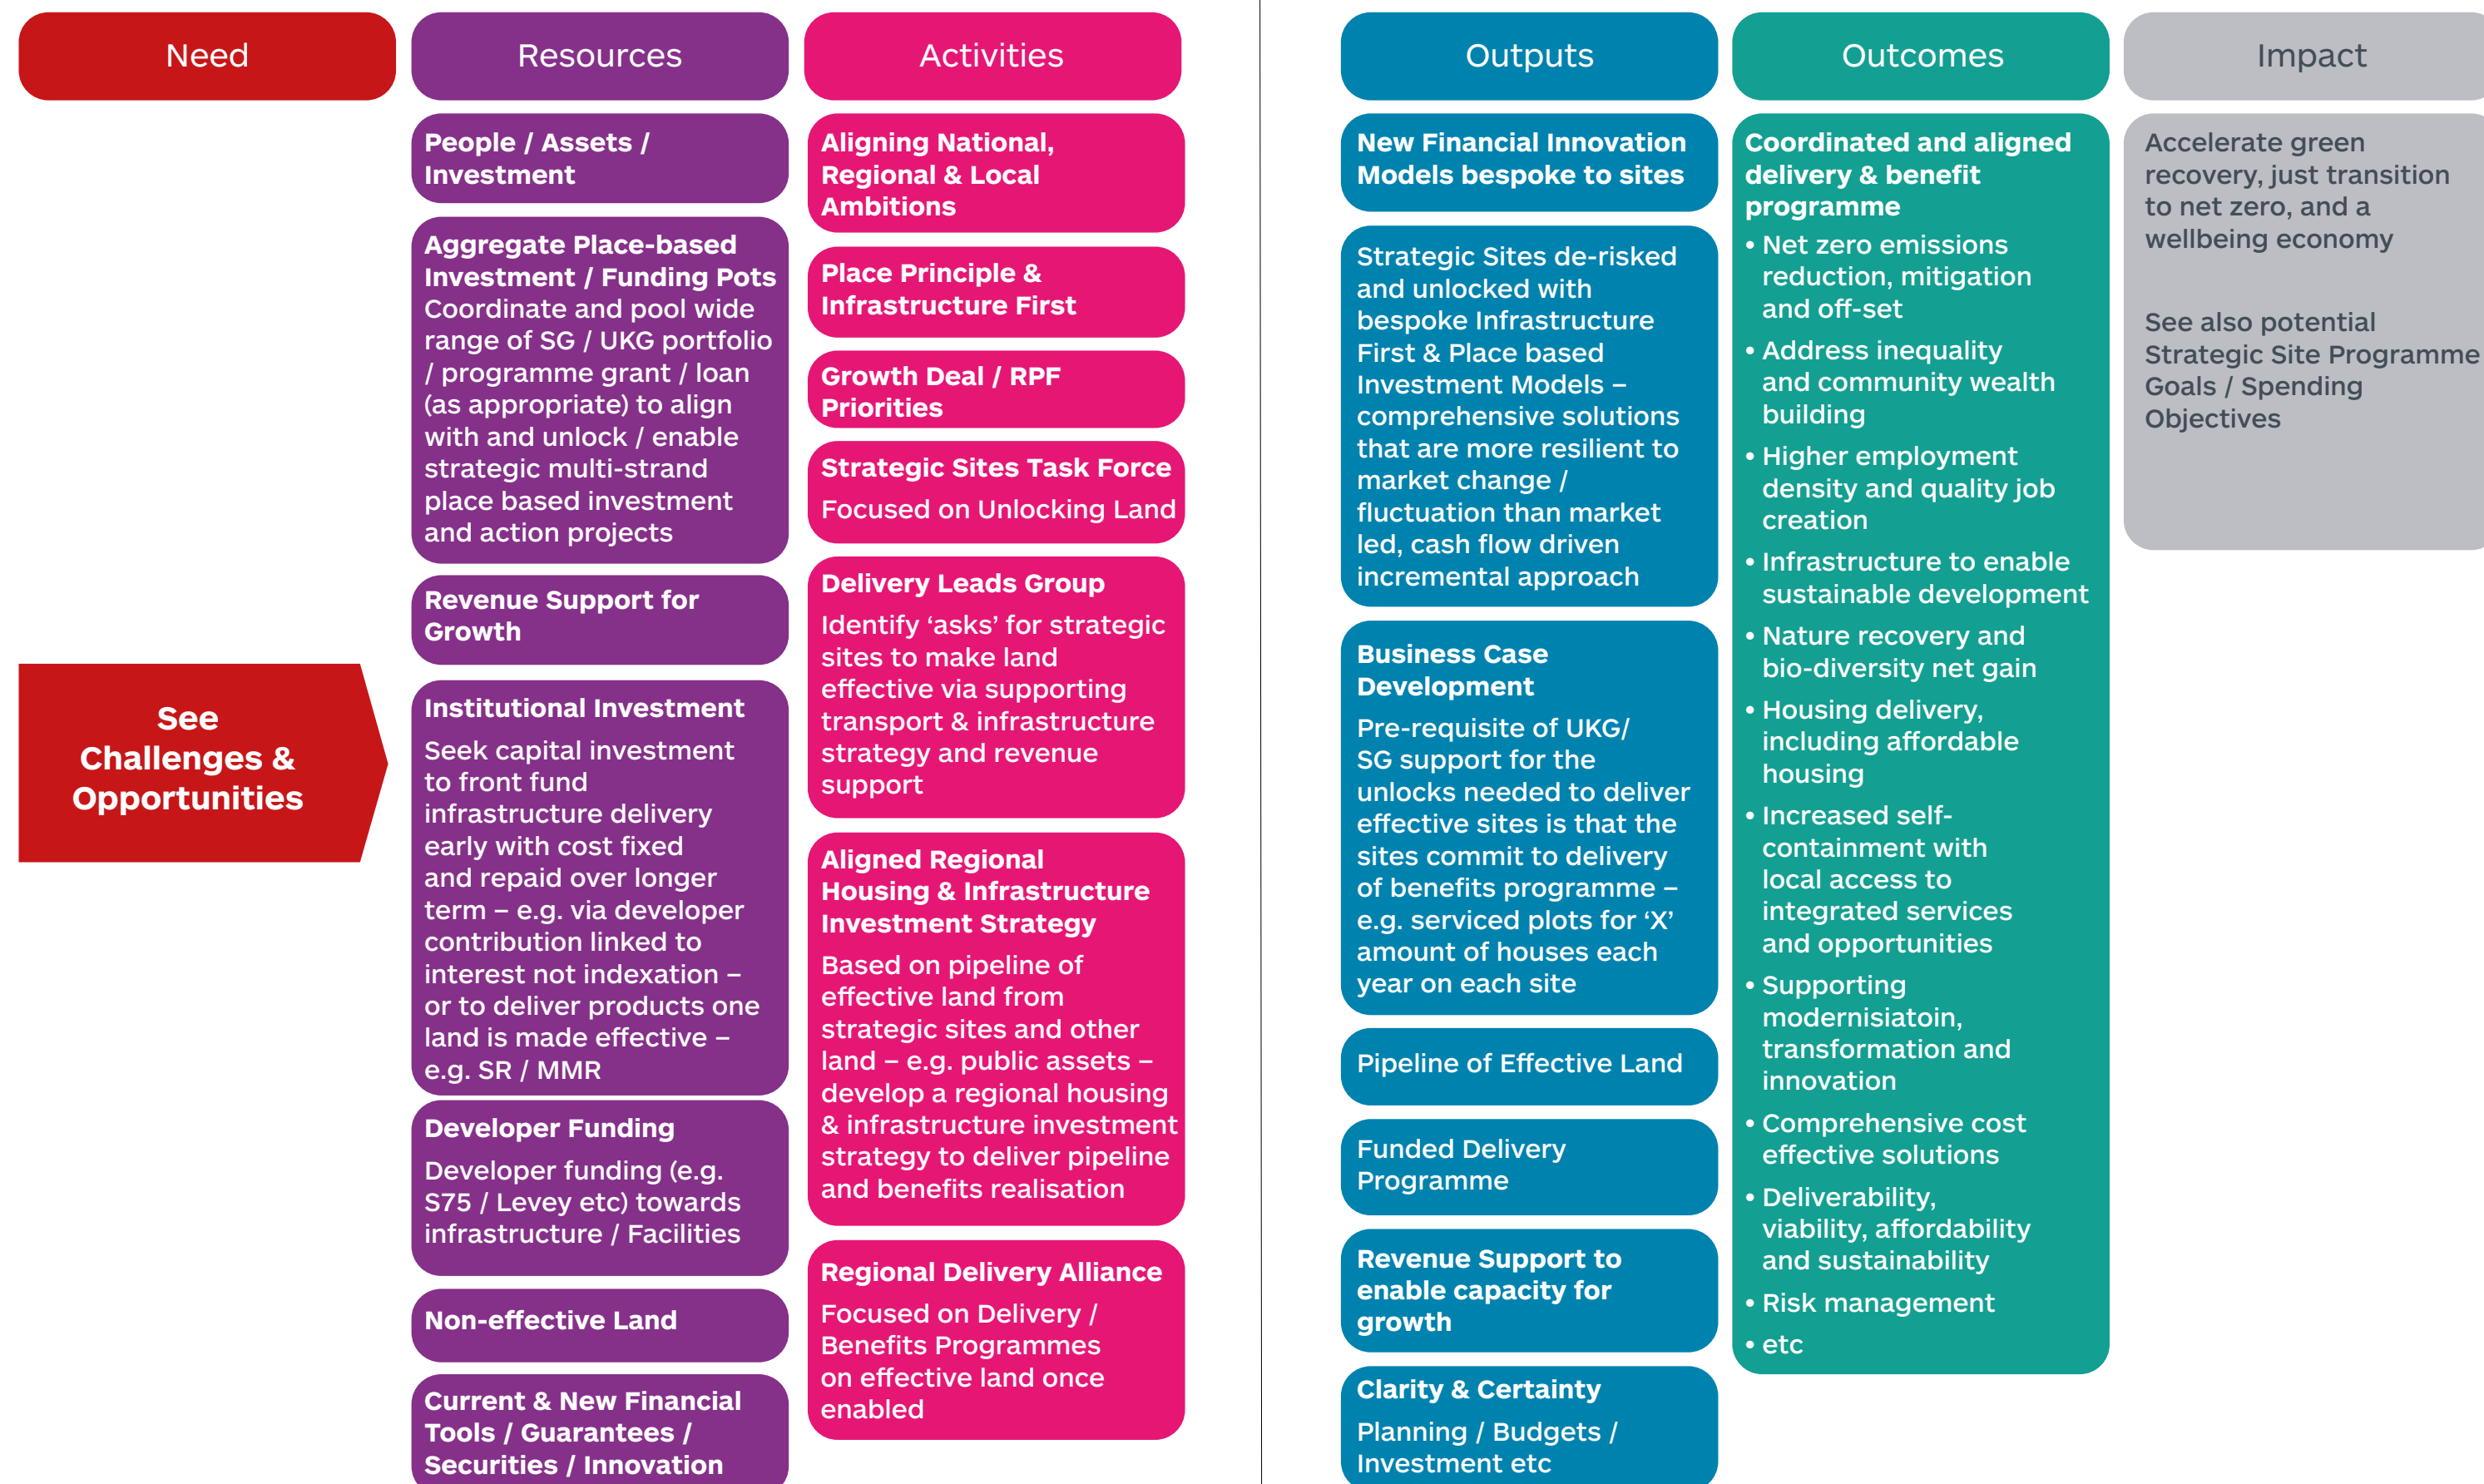 Need
See
Challenges &
Opportunities
Resources
People / Assets /
Investment
Aggregate Place-based
Investment / Funding Pots
Coordinate and pool wide
range of SG / UKG portfolio
/ programme grant / loan
(as appropriate) to align
with and unlock / enable
strategic multi-strand
place based investment
and action projects
Revenue Support for
Growth
Institutional Investment
Seek capital investment
to front fund
infrastructure delivery
early with cost fixed
and repaid over longer
term – e.g. via developer
contribution linked to
interest not indexation –
or to deliver products one
land is made effective –
e.g. SR / MMR
Developer Funding
Developer funding (e.g.
S75 / Levey etc) towards
infrastructure / Facilities
Non-effective Land
Current & New Financial
Tools / Guarantees /
Securities / Innovation
Activities
Aligning National,
Regional & Local
Ambitions
Place Principle &
Infrastructure First
Growth Deal / RPF
Priorities
Strategic Sites Task Force
Focused on Unlocking Land
Delivery Leads Group
Identify ‘asks’ for strategic
sites to make land
effective via supporting
transport & infrastructure
strategy and revenue
support
Aligned Regional
Housing & Infrastructure
Investment Strategy
Based on pipeline of
effective land from
strategic sites and other
land – e.g. public assets –
develop a regional housing
& infrastructure investment
strategy to deliver pipeline
and benefits realisation
Regional Delivery Alliance
Focused on Delivery /
Benefits Programmes
on effective land once
enabled
Outputs
New Financial Innovation
Models bespoke to sites
Strategic Sites de-risked
and unlocked with
bespoke Infrastructure
First & Place based
Investment Models –
comprehensive solutions
that are more resilient to
market change /
fluctuation than market
led, cash flow driven
incremental approach
Business Case
Development
Pre-requisite of UKG/
SG support for the
unlocks needed to deliver
effective sites is that the
sites commit to delivery
of benefits programme –
e.g. serviced plots for ‘X’
amount of houses each
year on each site
Pipeline of Effective Land
Funded Delivery
Programme
Revenue Support to
enable capacity for
growth
Clarity & Certainty
Planning / Budgets /
Investment etc
Outcomes
Coordinated and aligned
delivery & benefit
programme
• Net zero emissions
reduction, mitigation
and off-set
• Address inequality
and community wealth
building
• Higher employment
density and quality job
creation
• Infrastructure to enable
sustainable development
• Nature recovery and
bio-diversity net gain
• Housing delivery,
including affordable
housing
• Increased self-
containment with
local access to
integrated services
and opportunities
• Supporting
modernisiatoin,
transformation and
innovation
• Comprehensive cost
effective solutions
• Deliverability,
viability, affordability
and sustainability
• Risk management
• etc
Impact
Accelerate green
recovery, just transition
to net zero, and a
wellbeing economy
See also potential
Strategic Site Programme
Goals / Spending
Objectives